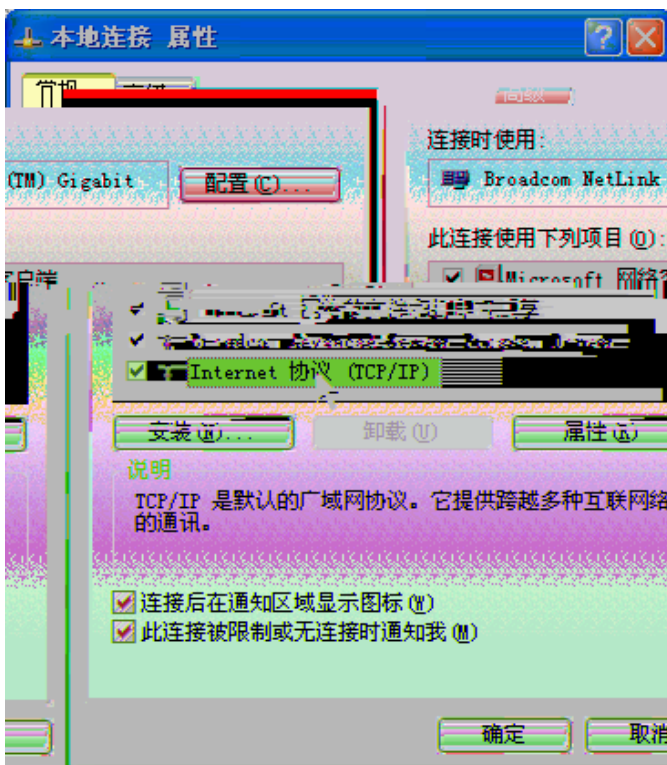 本地连接 属性
常规
连接时使用:
(TM) Gigabit
配置(C)...
Broadcom NetLink
此连接使用下列项目(O):
客户端
Microsoft 网络
Internet 协议 (TCP/IP)
安装(N)...
卸载(U)
属性(R)
说明
TCP/IP 是默认的广域网协议。它提供跨越多种互联网络
的通讯。
连接后在通知区域显示图标(W)
此连接被限制或无连接时通知我(M)
确定
取消